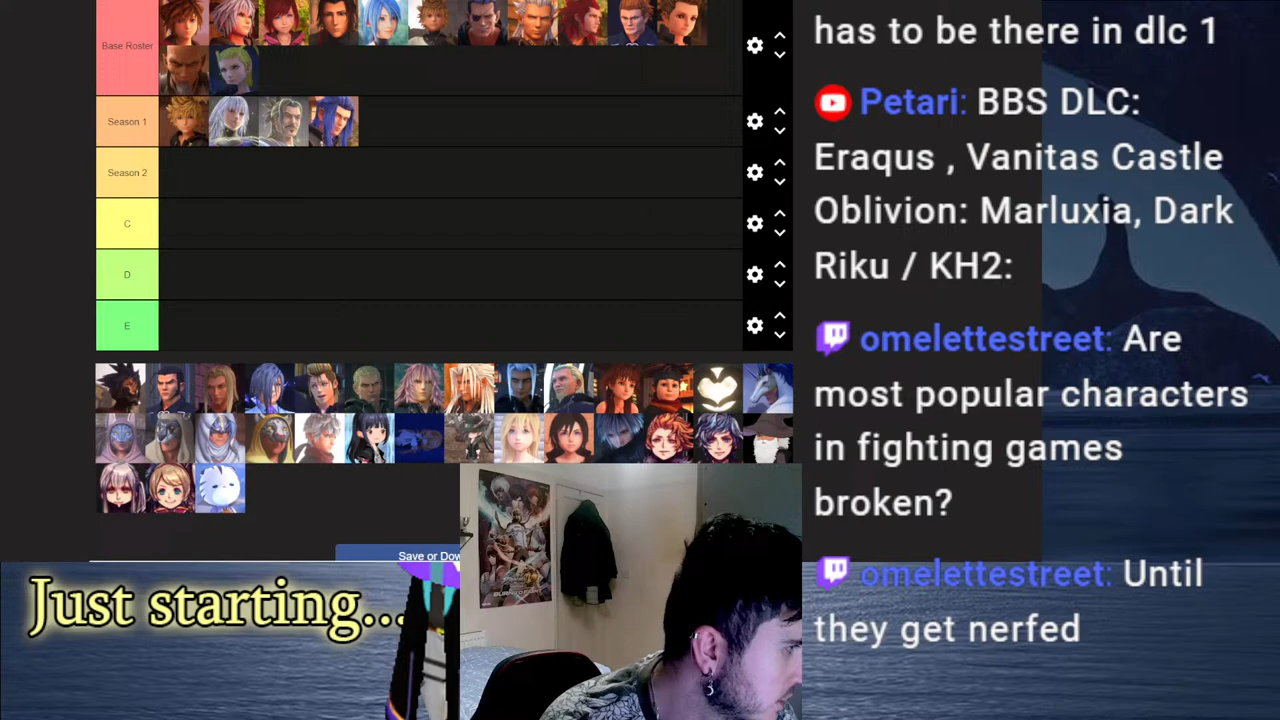 Base Roster
Season 1
Season 2
C
D
E
Save or Dow
Just starting...
has to be there in dlc 1
Petari: BBS DLC:
Eraqus , Vanitas Castle
Oblivion: Marluxia, Dark
Riku / KH2:
omelettestreet: Are
most popular characters
in fighting games
broken?
omelettestreet: Until
they get nerfed